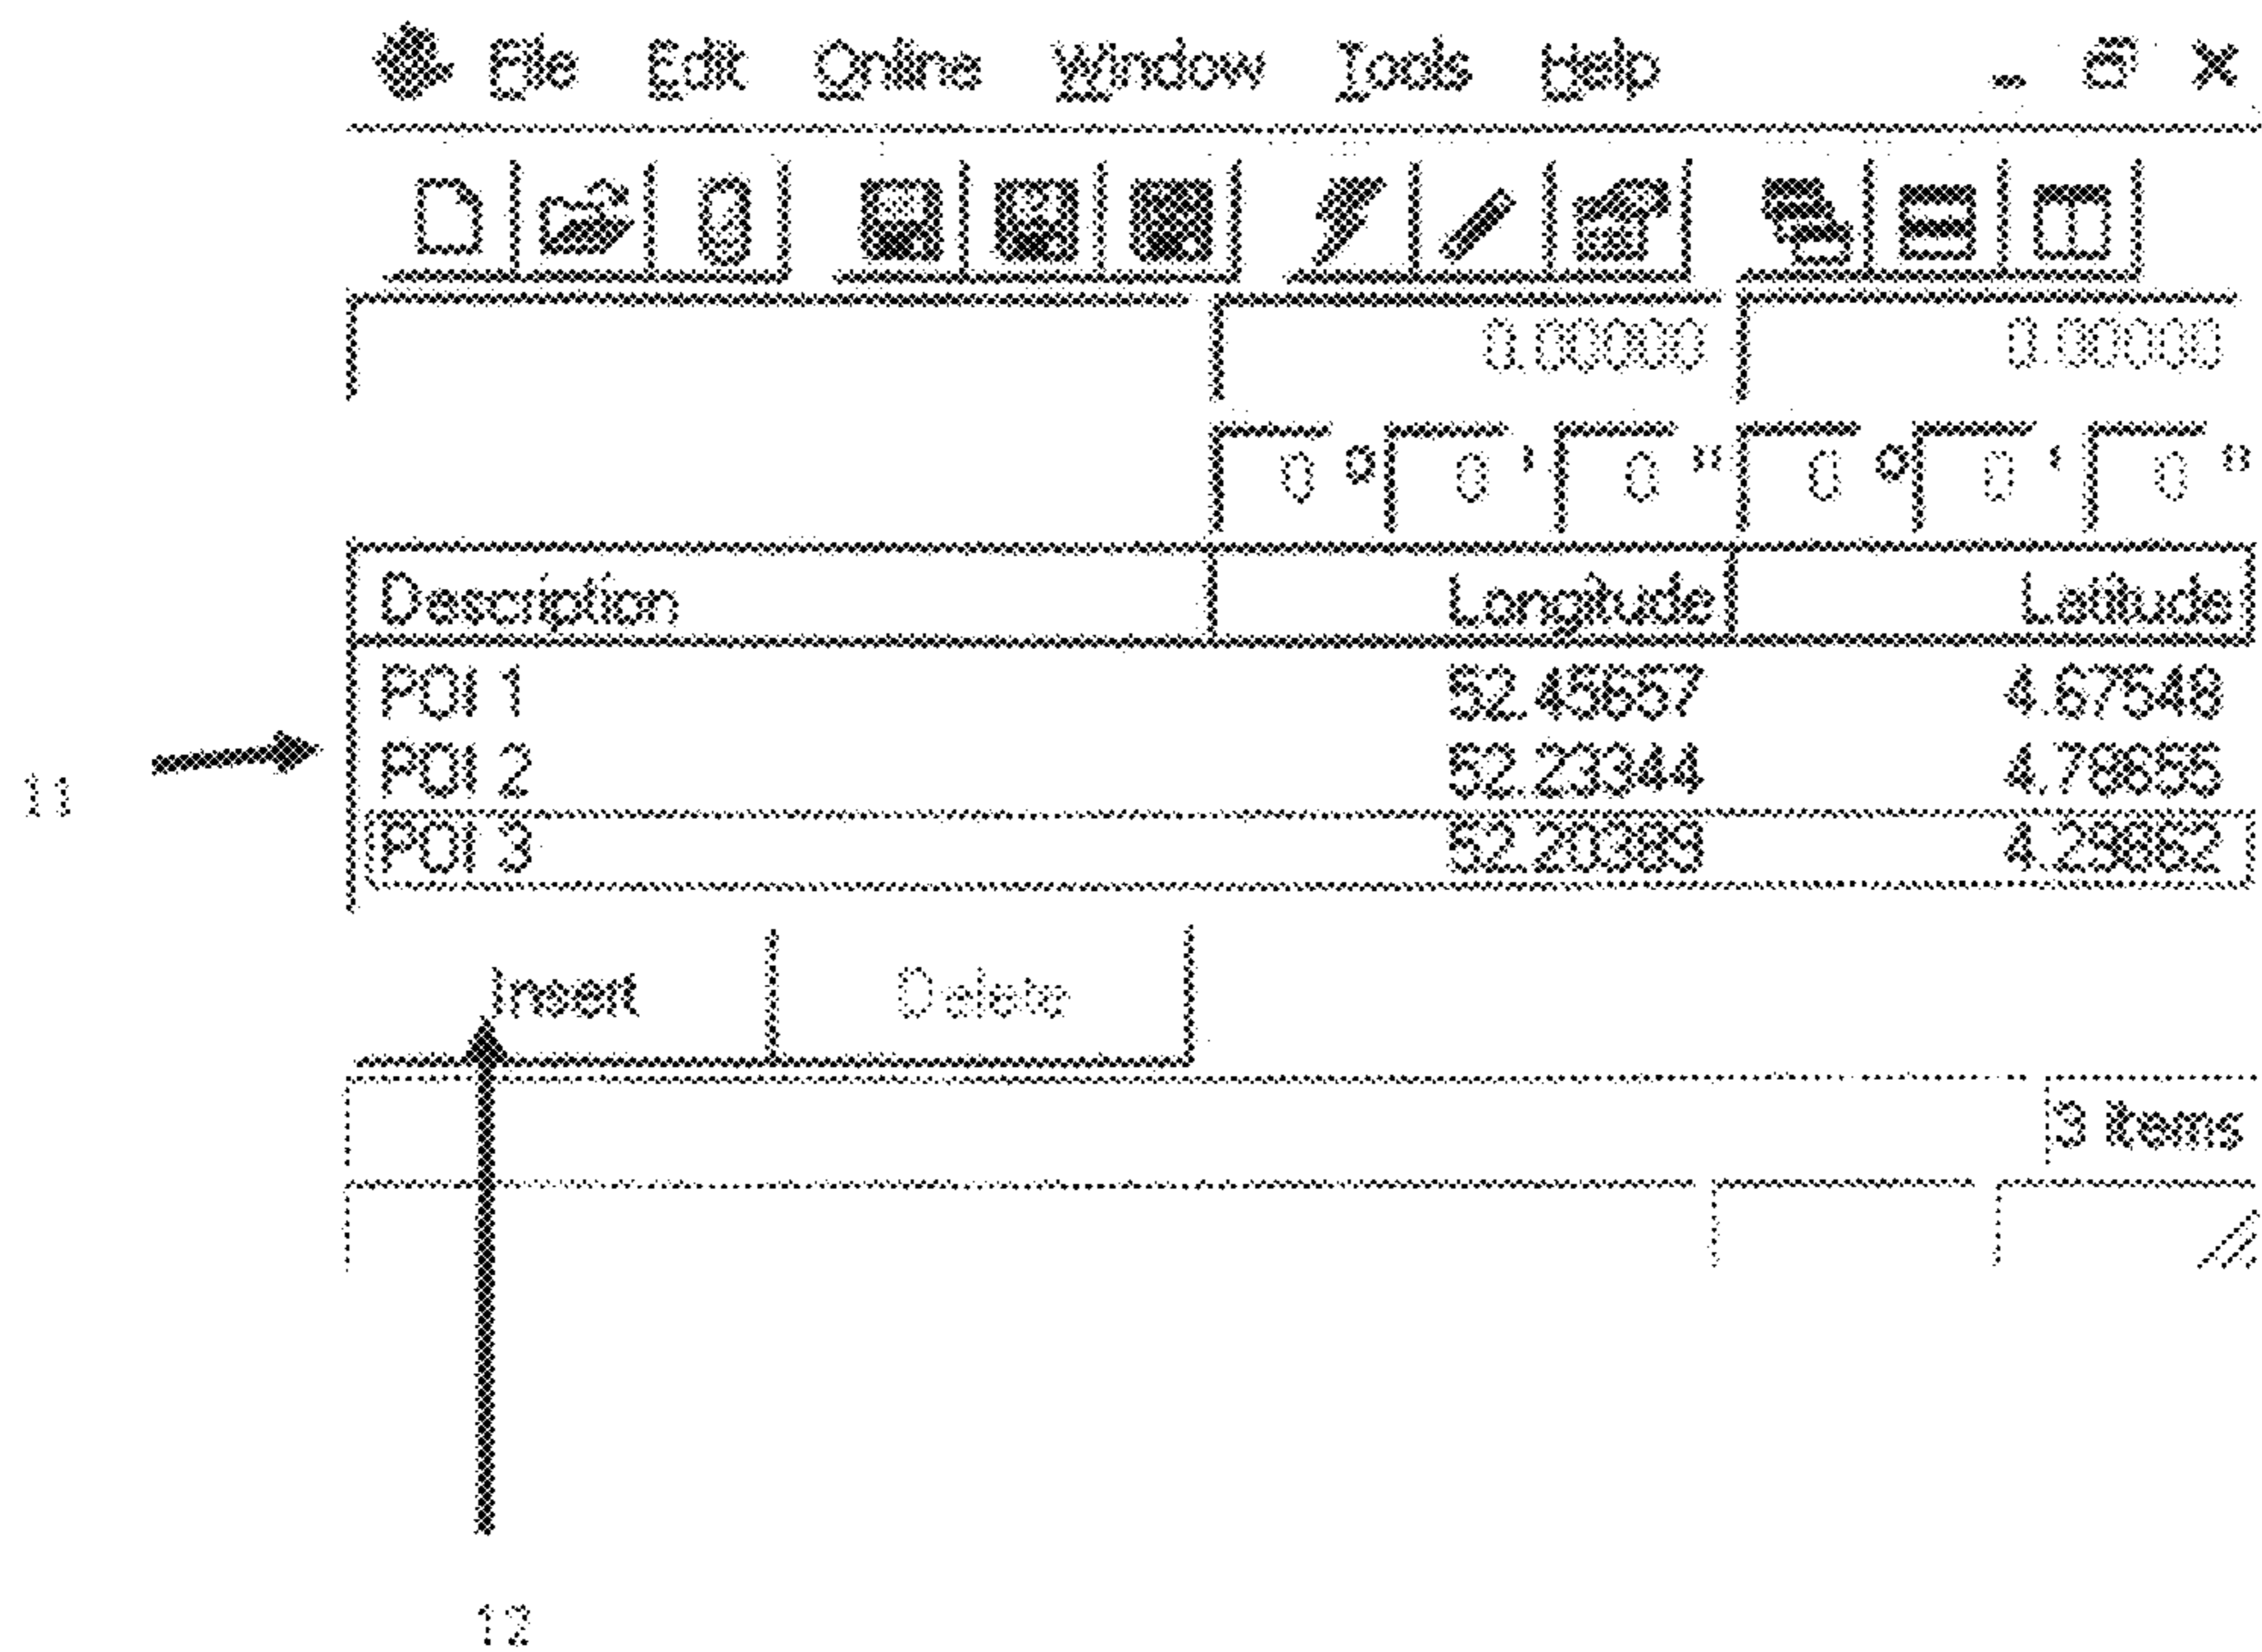 File Edit Online Window Tools Help
0.00000 0.00000
0 ° 0 ' 0 " 0 ° 0 ' 0 "
Description Longitude Latitude
POI 1 52.45657 4.67548
POI 2 52.23344 4.78655
11
POI 3 52.20389 4.29862
Insert Delete
3 items
12